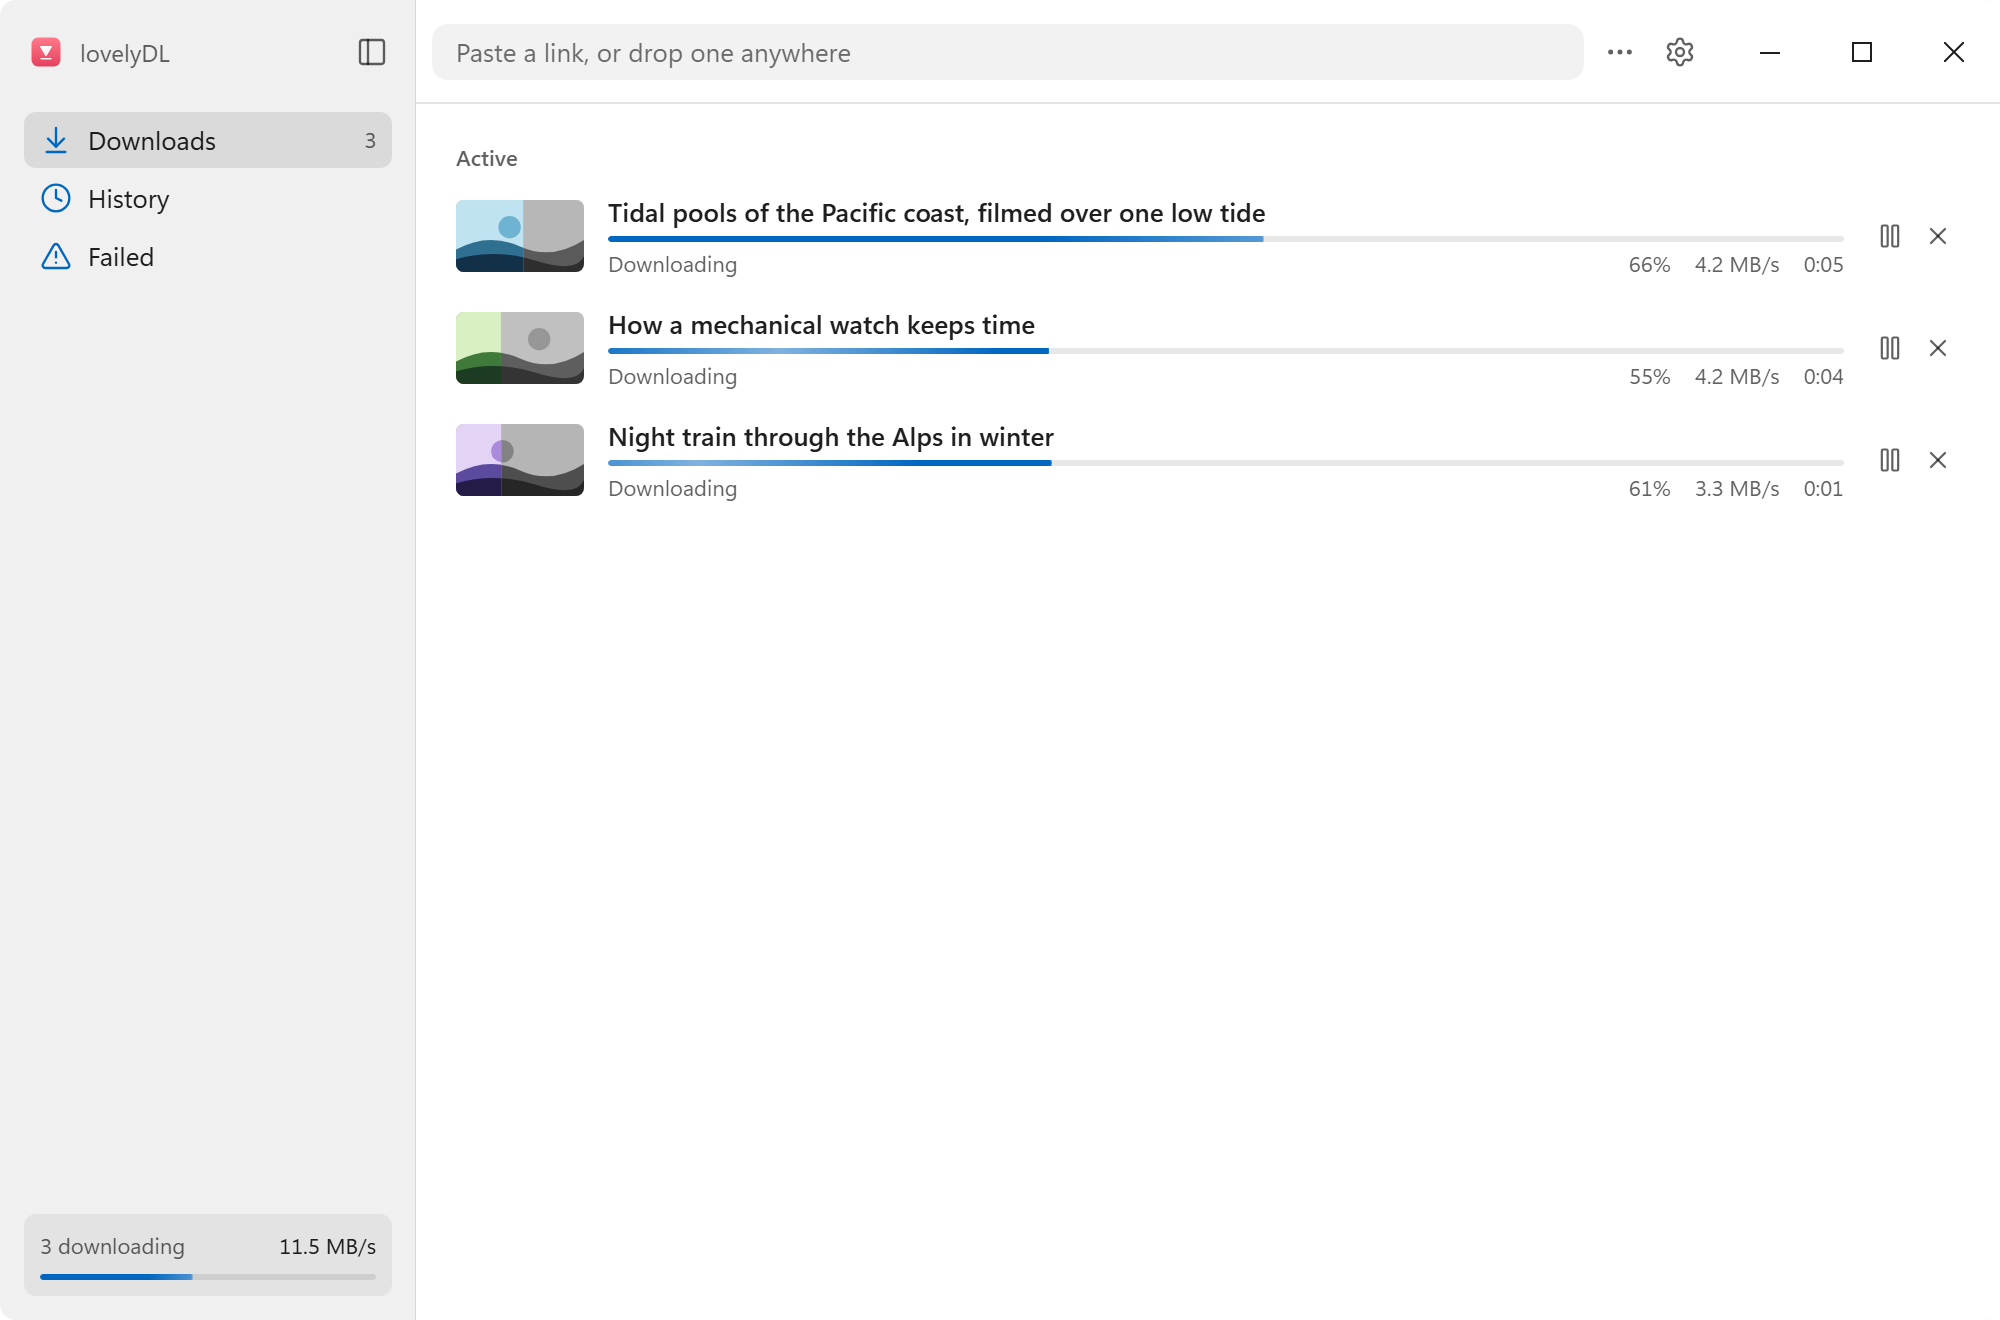 lovelyDL
Paste a link, or drop one anywhere
Downloads 3
History
Failed
Active
Tidal pools of the Pacific coast, filmed over one low tide
Downloading 66% 4.2 MB/s 0:05
How a mechanical watch keeps time
Downloading 55% 4.2 MB/s 0:04
Night train through the Alps in winter
Downloading 61% 3.3 MB/s 0:01
3 downloading 11.5 MB/s